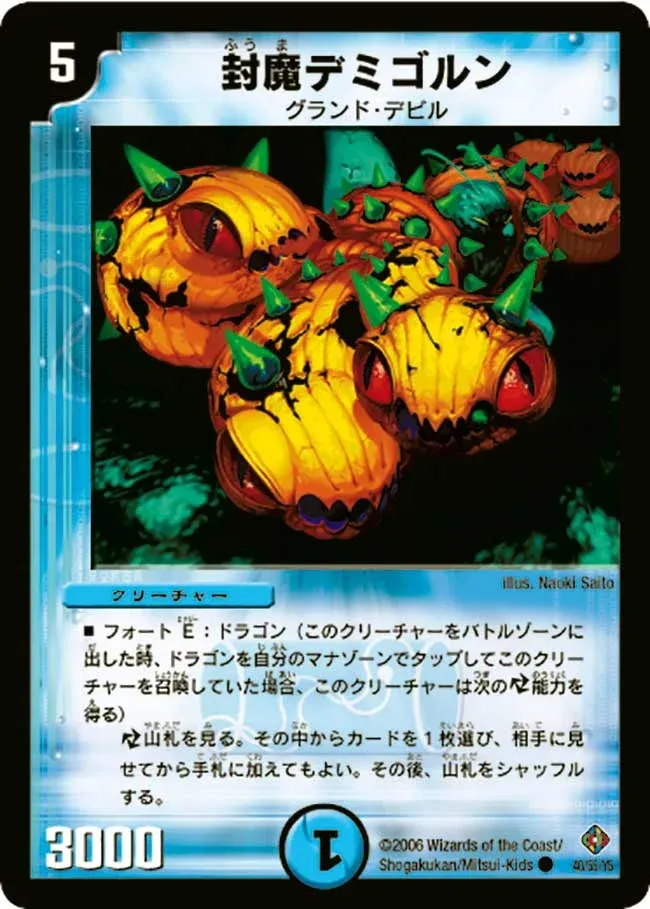 5
ふうま
封魔デミゴルン
グランド・デビル
illus. Naoki Saito
クリーチャー
■ フォートE：ドラゴン（このクリーチャーをバトルゾーンに
出した時、ドラゴンを自分のマナゾーンでタップしてこのクリー
チャーを召喚していた場合、このクリーチャーは次の能力を
得る）
山札を見る。その中からカードを1枚選び、相手に見
せてから手札に加えてもよい。その後、山札をシャッフル
する。
3000
1
©2006 Wizards of the Coast/
Shogakukan/Mitsui-Kids